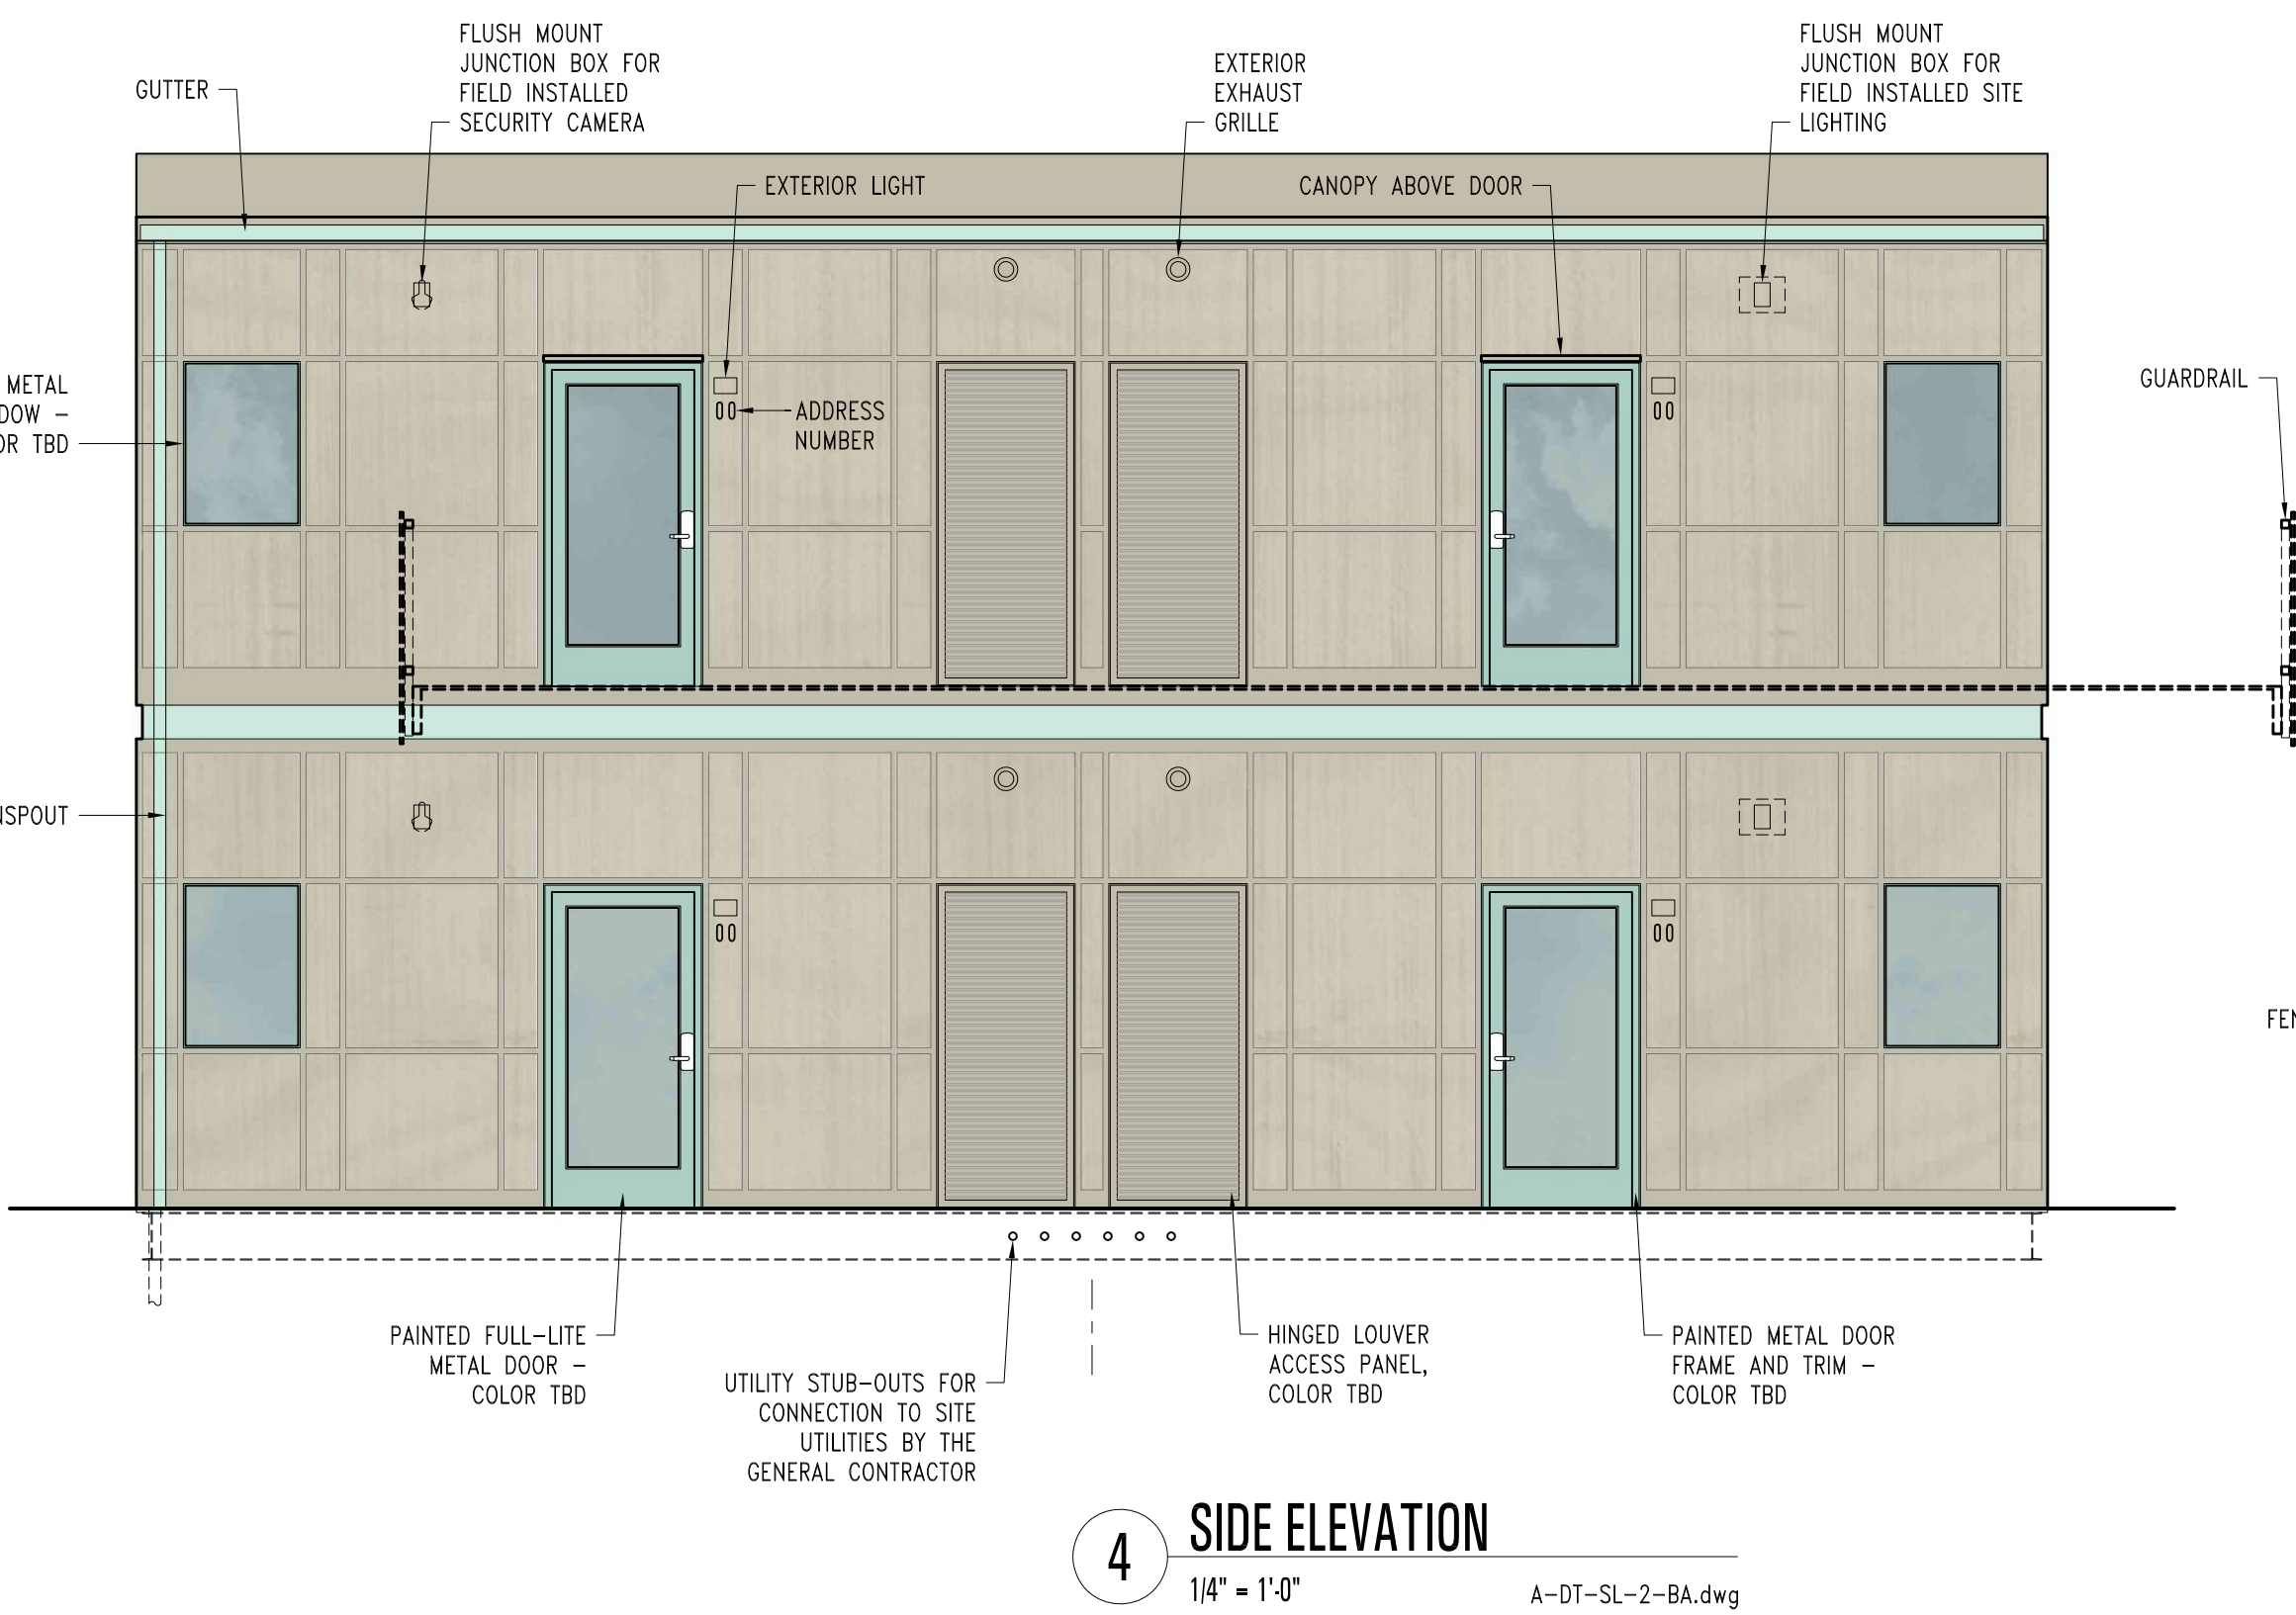 FLUSH MOUNT
JUNCTION BOX FOR
FIELD INSTALLED
SECURITY CAMERA
GUTTER
EXTERIOR
EXHAUST
GRILLE
FLUSH MOUNT
JUNCTION BOX FOR
FIELD INSTALLED SITE
LIGHTING
EXTERIOR LIGHT
CANOPY ABOVE DOOR
METAL
DOW –
OR TBD
00
ADDRESS
NUMBER
00
GUARDRAIL
NSPOUT
00
00
FEN
PAINTED FULL–LITE
METAL DOOR –
COLOR TBD
UTILITY STUB–OUTS FOR
CONNECTION TO SITE
UTILITIES BY THE
GENERAL CONTRACTOR
HINGED LOUVER
ACCESS PANEL,
COLOR TBD
PAINTED METAL DOOR
FRAME AND TRIM –
COLOR TBD
4
SIDE ELEVATION
1/4" = 1'-0"
A–DT–SL–2–BA.dwg